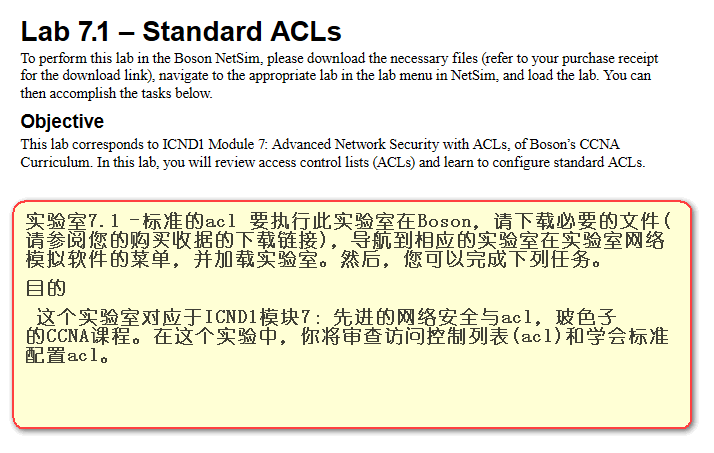 Lab 7.1 – Standard ACLs
To perform this lab in the Boson NetSim, please download the necessary files (refer to your purchase receipt
for the download link), navigate to the appropriate lab in the lab menu in NetSim, and load the lab. You can
then accomplish the tasks below.
Objective
This lab corresponds to ICND1 Module 7: Advanced Network Security with ACLs, of Boson’s CCNA
Curriculum. In this lab, you will review access control lists (ACLs) and learn to configure standard ACLs.
实验室7.1 -标准的acl 要执行此实验室在Boson, 请下载必要的文件(
请参阅您的购买收据的下载链接), 导航到相应的实验室在实验室网络
模拟软件的菜单, 并加载实验室。然后, 您可以完成下列任务。
目的
这个实验室对应于ICND1模块7: 先进的网络安全与acl, 玻色子
的CCNA课程。在这个实验中, 你将审查访问控制列表(acl)和学会标准
配置acl。